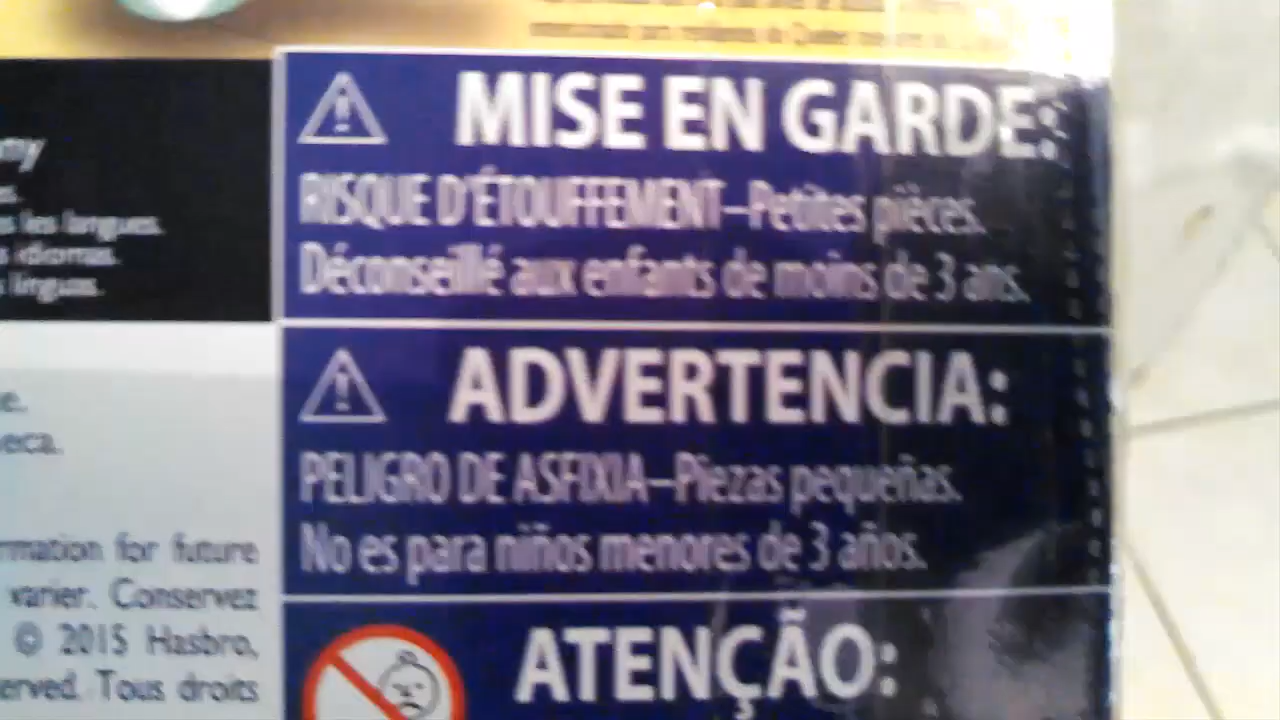 MISE EN GARDE:
RISQUE D'ÉTOUFFEMENT–Petites pièces.
Déconseillé aux enfants de moins de 3 ans.
ADVERTENCIA:
PELIGRO DE ASFIXIA–Piezas pequeñas.
No es para niños menores de 3 años.
ATENÇÃO:
les langues.
idiomas.
línguas.
rmation for future
varier. Conservez
© 2015 Hasbro,
erved. Tous droits